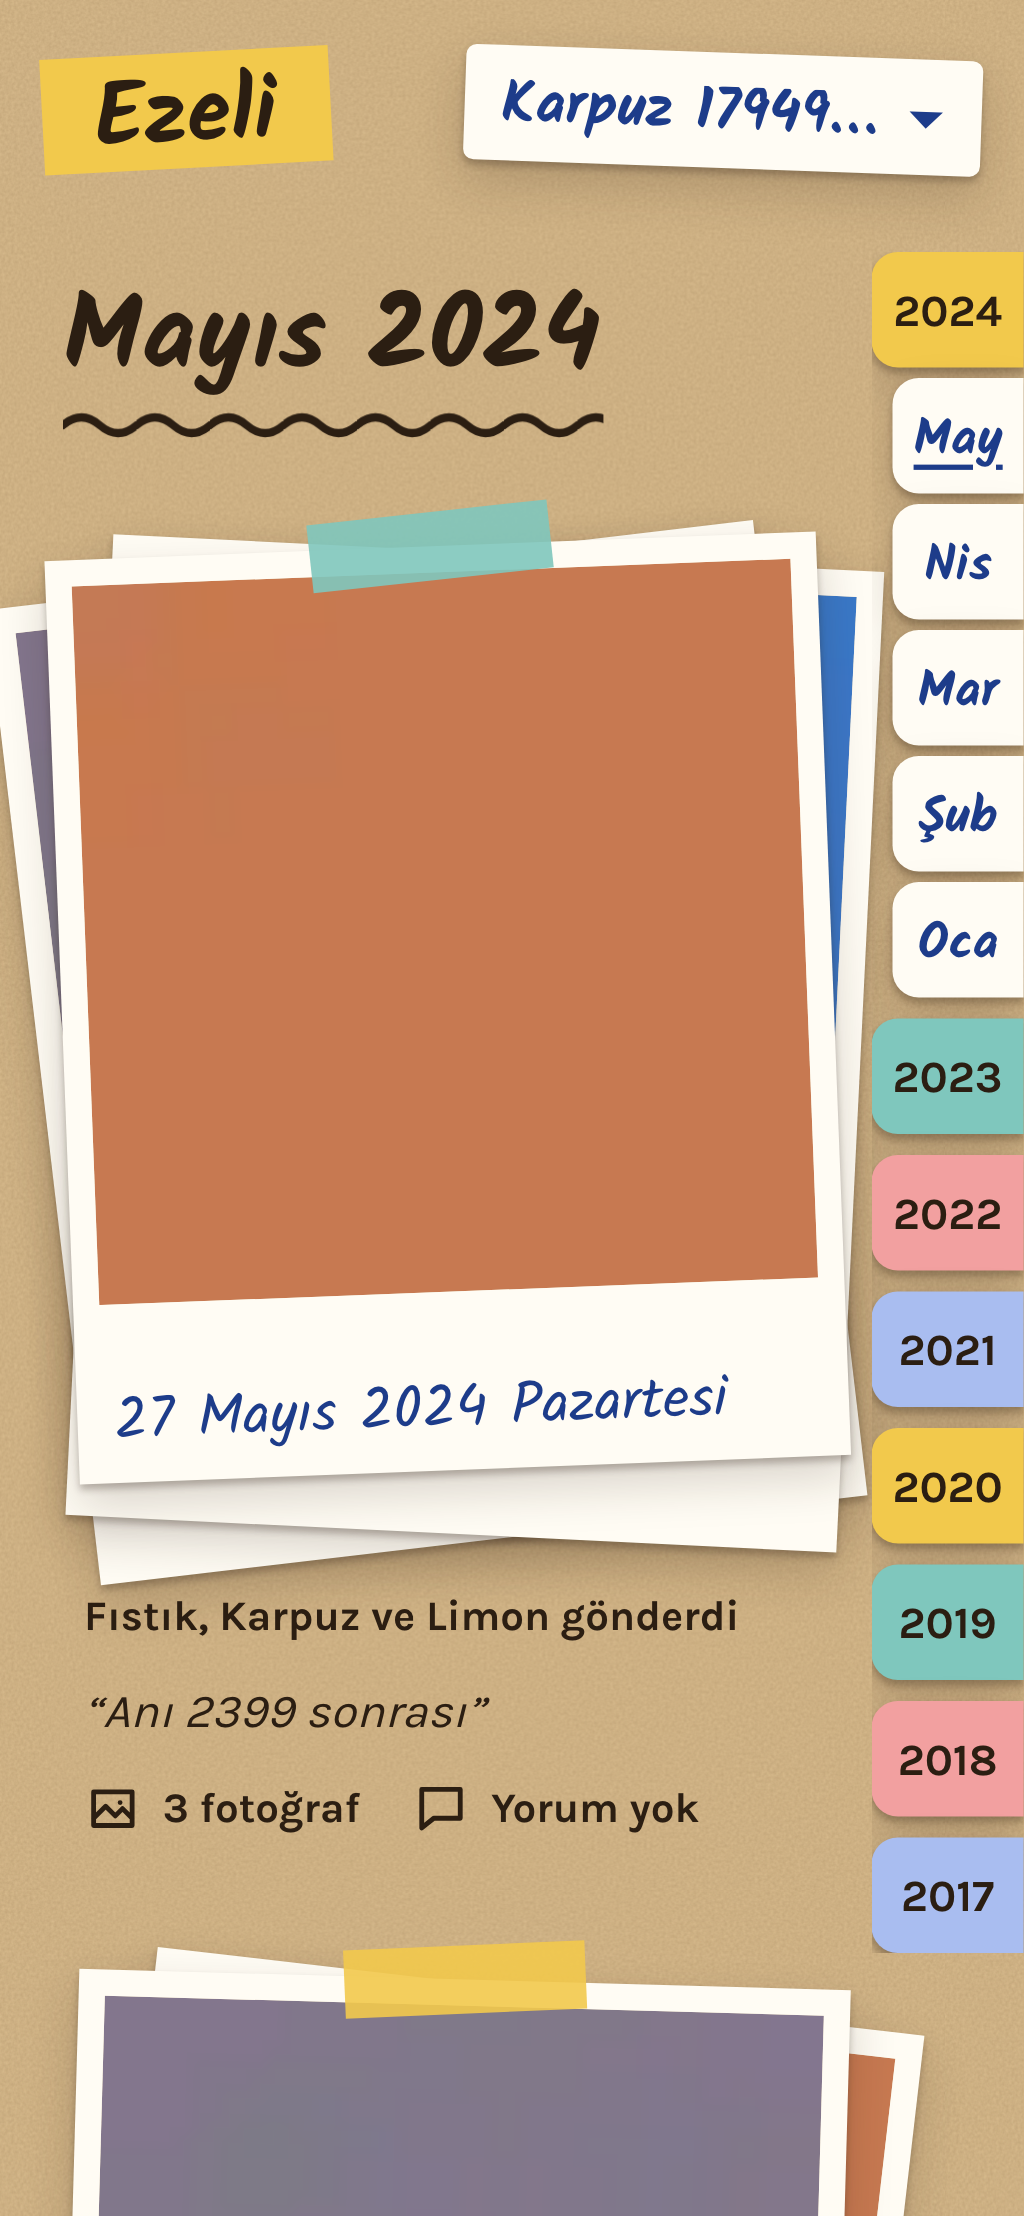 Ezeli
Karpuz 17949...
Mayıs 2024
2024
May
Nis
Mar
Şub
Oca
2023
2022
2021
2020
2019
2018
2017
27 Mayıs 2024 Pazartesi
Fıstık, Karpuz ve Limon gönderdi
“Anı 2399 sonrası”
3 fotoğraf
Yorum yok